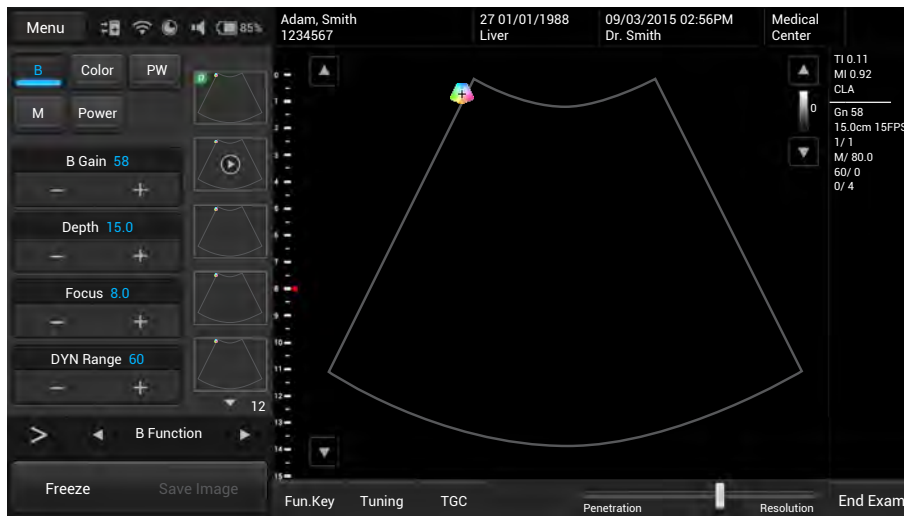 Menu
85%
Adam, Smith
1234567
27 01/01/1988
Liver
09/03/2015 02:56PM
Dr. Smith
Medical
Center
B
Color
PW
M
Power
B Gain 58
Depth 15.0
Focus 8.0
DYN Range 60
P
12
B Function
Freeze
Save Image
0
1
2
3
4
5
6
7
8
9
10
11
12
13
14
15
0
TI 0.11
MI 0.92
CLA
Gn 58
15.0cm 15FPS
1/ 1
M/ 80.0
60/ 0
0/ 4
Fun.Key
Tuning
TGC
Penetration
Resolution
End Exam